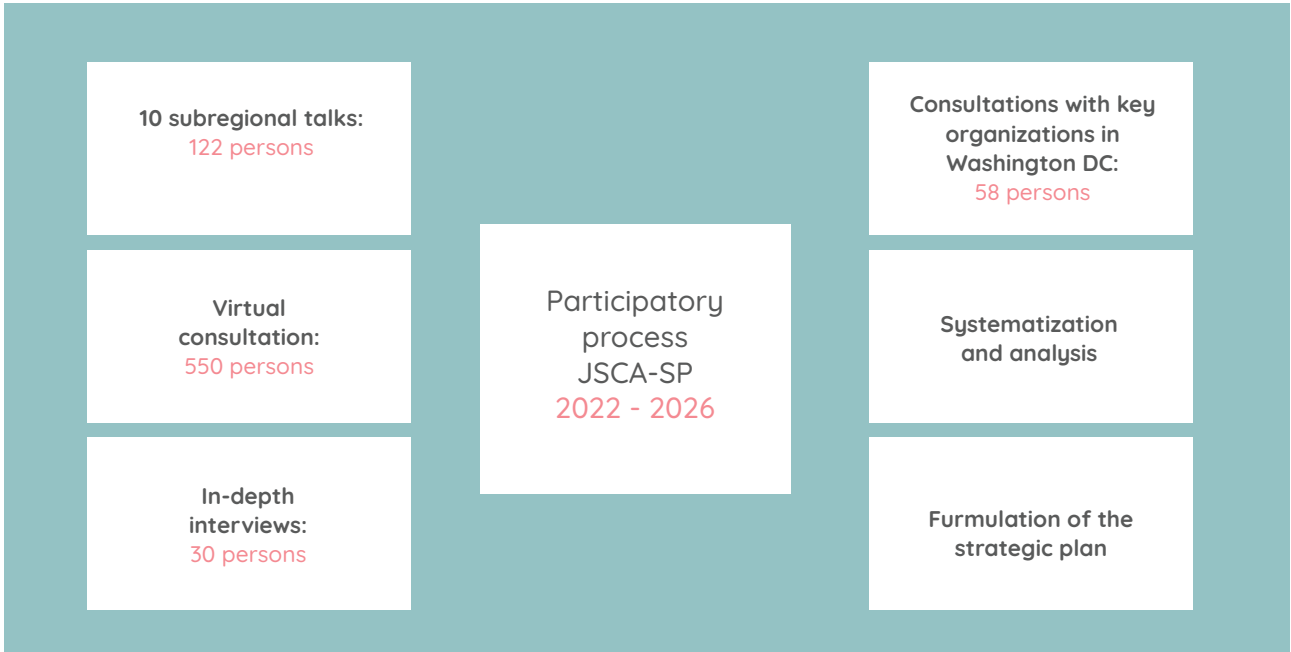 10 subregional talks:
122 persons
Virtual
consultation:
550 persons
In-depth
interviews:
30 persons
Participatory
process
JSCA-SP
2022 - 2026
Consultations with key
organizations in
Washington DC:
58 persons
Systematization
and analysis
Furmulation of the
strategic plan